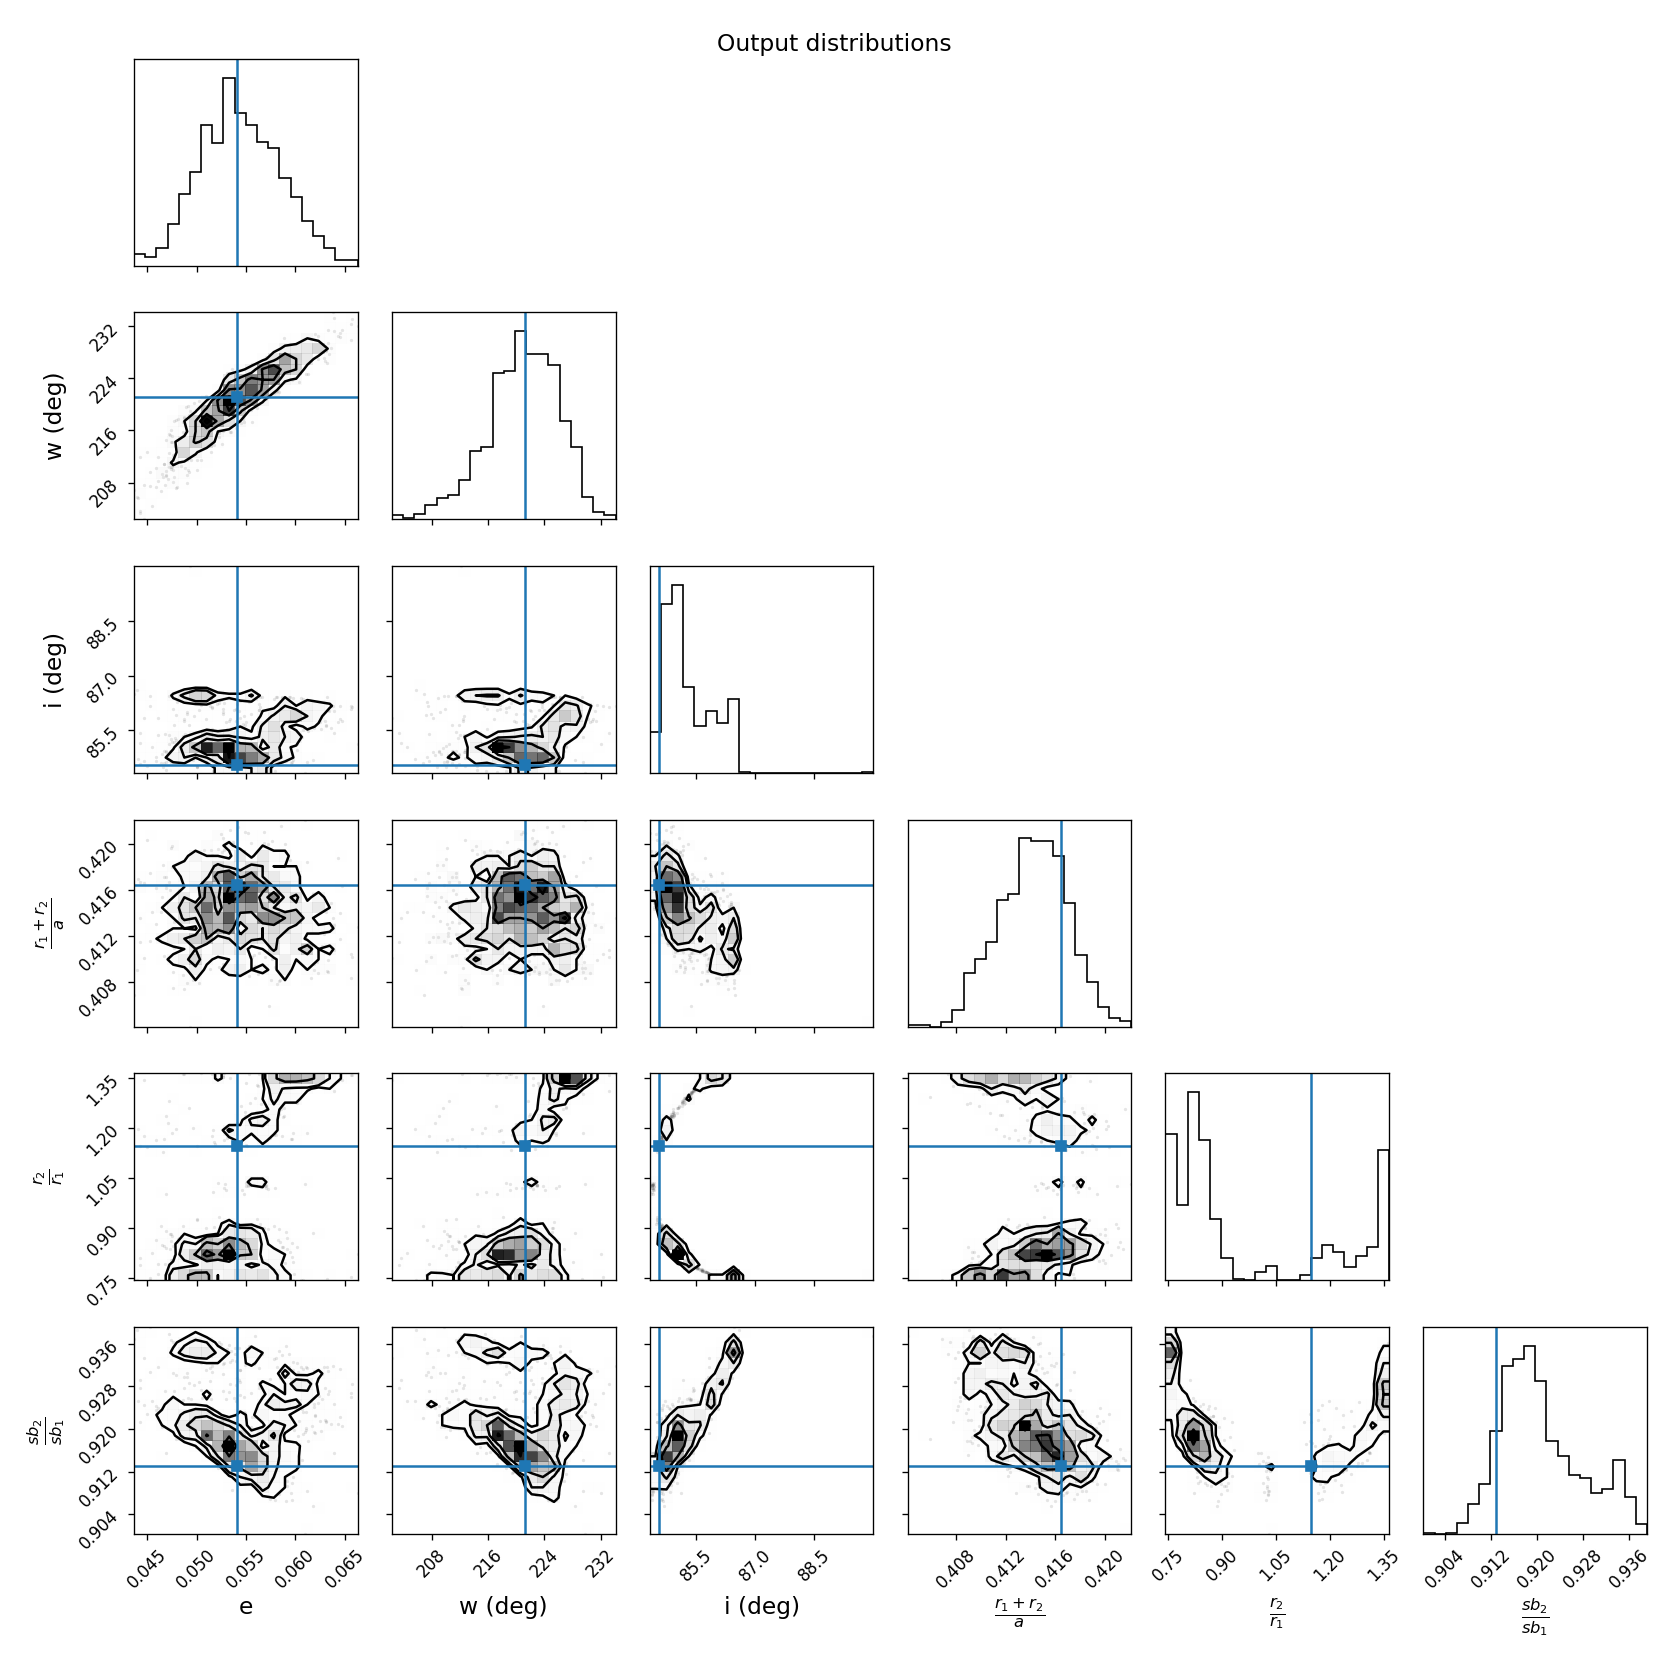 Output distributions
w (deg)
232
224
216
208
i (deg)
88.5
87.0
85.5
r₁ + r₂
a
0.420
0.416
0.412
0.408
r₂
r₁
1.35
1.20
1.05
0.90
0.75
sb₂
sb₁
0.936
0.928
0.920
0.912
0.904
0.045 0.050 0.055 0.060 0.065 208 216 224 232 85.5 87.0 88.5 0.408 0.412 0.416 0.420 0.75 0.90 1.05 1.20 1.35 0.904 0.912 0.920 0.928 0.936
e w (deg) i (deg) r₁ + r₂ r₂ sb₂
a r₁ sb₁